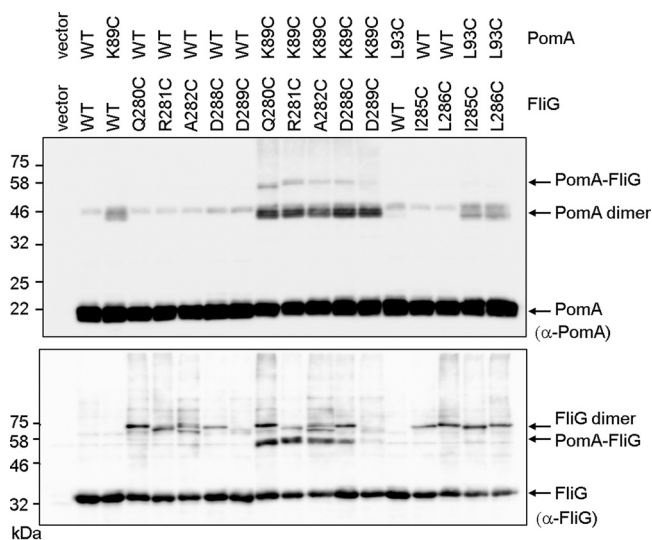 vector WT K89C WT WT WT WT WT K89C K89C K89C K89C K89C L93C WT WT L93C L93C PomA
vector WT WT Q280C R281C A282C D288C D289C Q280C R281C A282C D288C D289C WT I285C L286C I285C L286C FliG
75
58 PomA-FliG
46 PomA dimer
32
25
22 PomA
(α-PomA)
75 FliG dimer
58 PomA-FliG
46
32 FliG
(α-FliG)
kDa